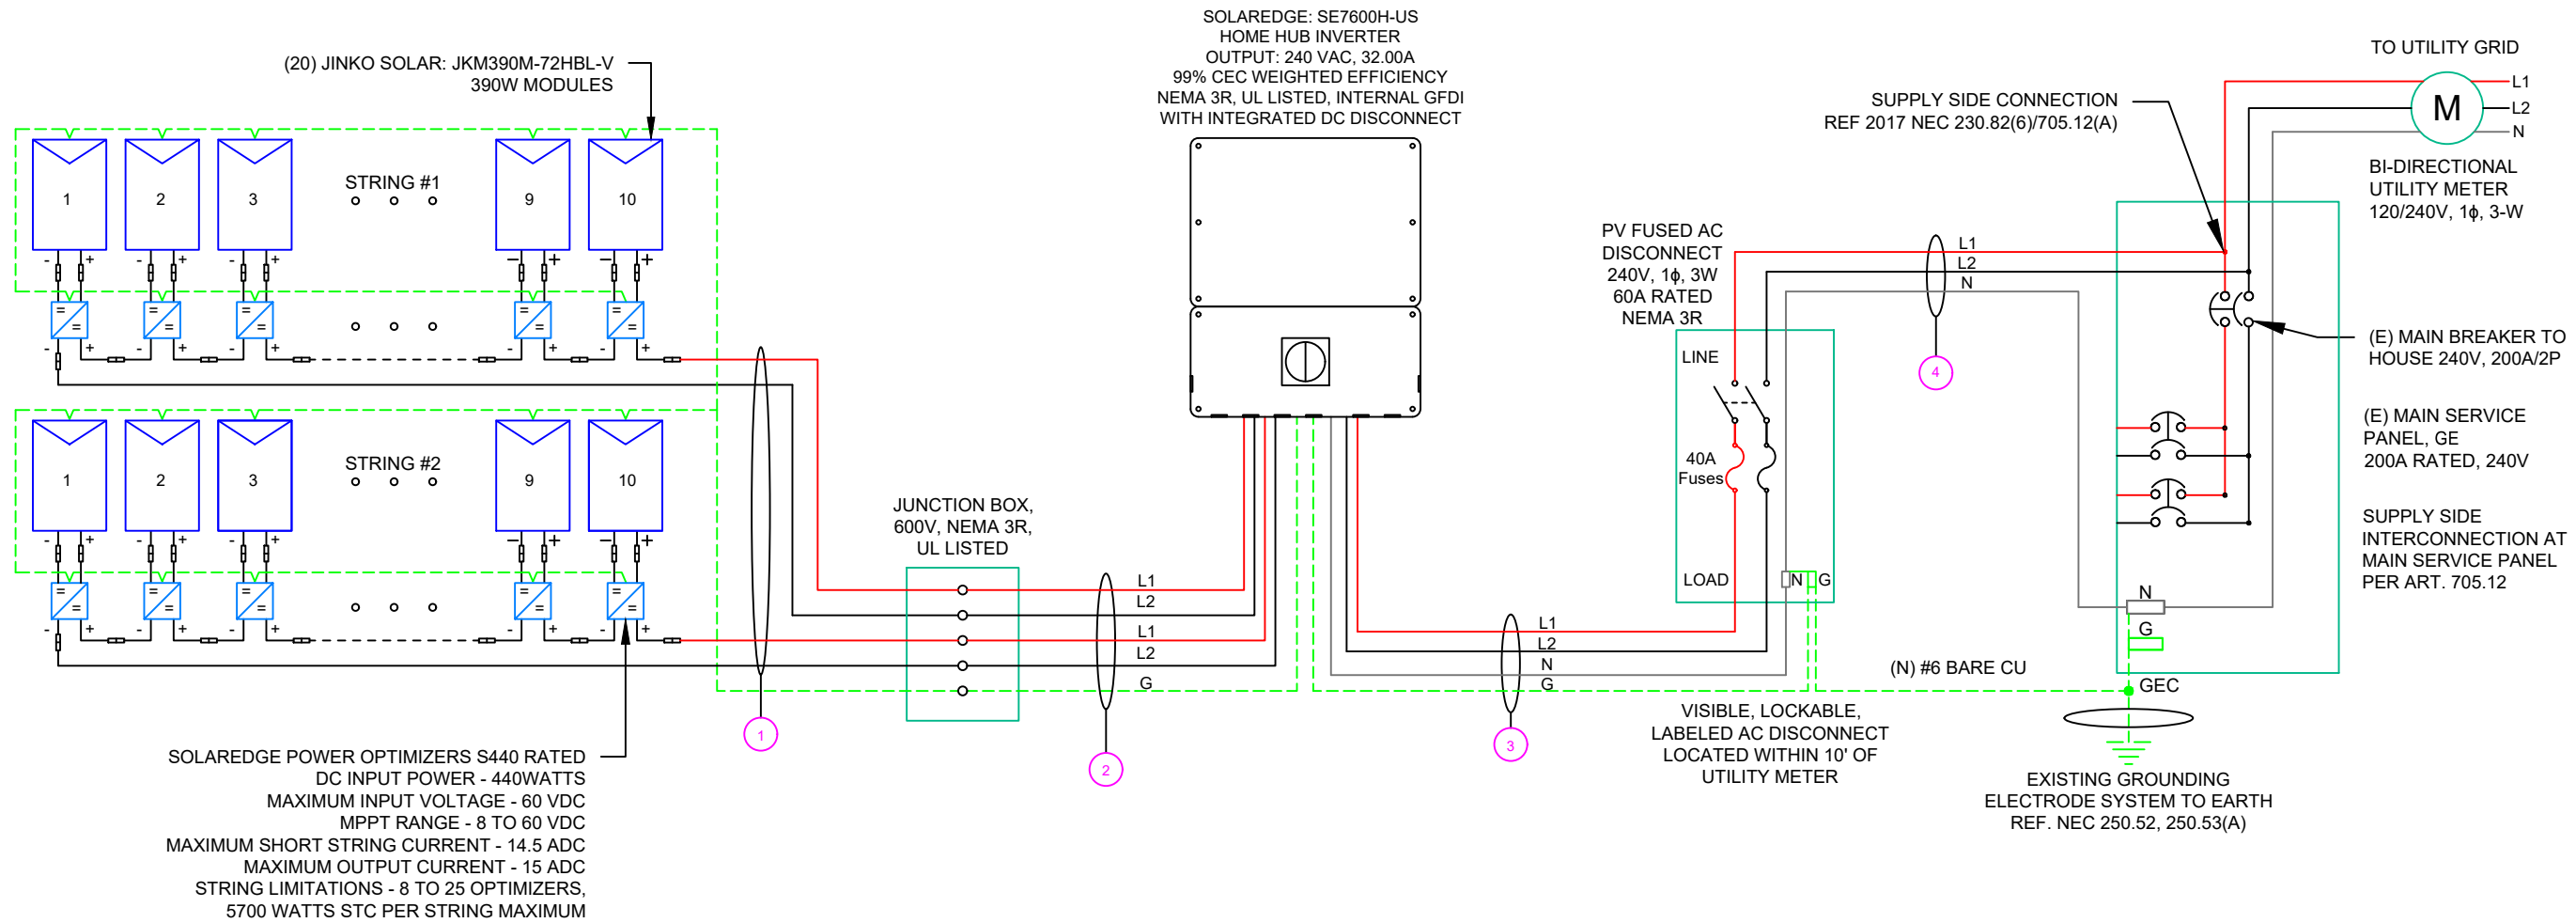 SOLAREDGE: SE7600H-US
HOME HUB INVERTER
OUTPUT: 240 VAC, 32.00A
99% CEC WEIGHTED EFFICIENCY
NEMA 3R, UL LISTED, INTERNAL GFDI
WITH INTEGRATED DC DISCONNECT
(20) JINKO SOLAR: JKM390M-72HBL-V
390W MODULES
TO UTILITY GRID
L1
L2
N
M
SUPPLY SIDE CONNECTION
REF 2017 NEC 230.82(6)/705.12(A)
BI-DIRECTIONAL
UTILITY METER
120/240V, 1ϕ, 3-W
STRING #1
1
2
3
9
10
- + - + - + - + - +
= = = = =
= = = = =
- + - + - + - + - +
PV FUSED AC
DISCONNECT
240V, 1ϕ, 3W
60A RATED
NEMA 3R
L1
L2
N
4
LINE
40A
Fuses
LOAD
N
G
(E) MAIN BREAKER TO
HOUSE 240V, 200A/2P
(E) MAIN SERVICE
PANEL, GE
200A RATED, 240V
SUPPLY SIDE
INTERCONNECTION AT
MAIN SERVICE PANEL
PER ART. 705.12
STRING #2
1
2
3
9
10
- + - + - + - + - +
= = = = =
= = = = =
- + - + - + - + - +
JUNCTION BOX,
600V, NEMA 3R,
UL LISTED
L1
L2
L1
L2
G
1
2
L1
L2
N
G
3
N
G
(N) #6 BARE CU
GEC
VISIBLE, LOCKABLE,
LABELED AC DISCONNECT
LOCATED WITHIN 10' OF
UTILITY METER
EXISTING GROUNDING
ELECTRODE SYSTEM TO EARTH
REF. NEC 250.52, 250.53(A)
SOLAREDGE POWER OPTIMIZERS S440 RATED
DC INPUT POWER - 440WATTS
MAXIMUM INPUT VOLTAGE - 60 VDC
MPPT RANGE - 8 TO 60 VDC
MAXIMUM SHORT STRING CURRENT - 14.5 ADC
MAXIMUM OUTPUT CURRENT - 15 ADC
STRING LIMITATIONS - 8 TO 25 OPTIMIZERS,
5700 WATTS STC PER STRING MAXIMUM